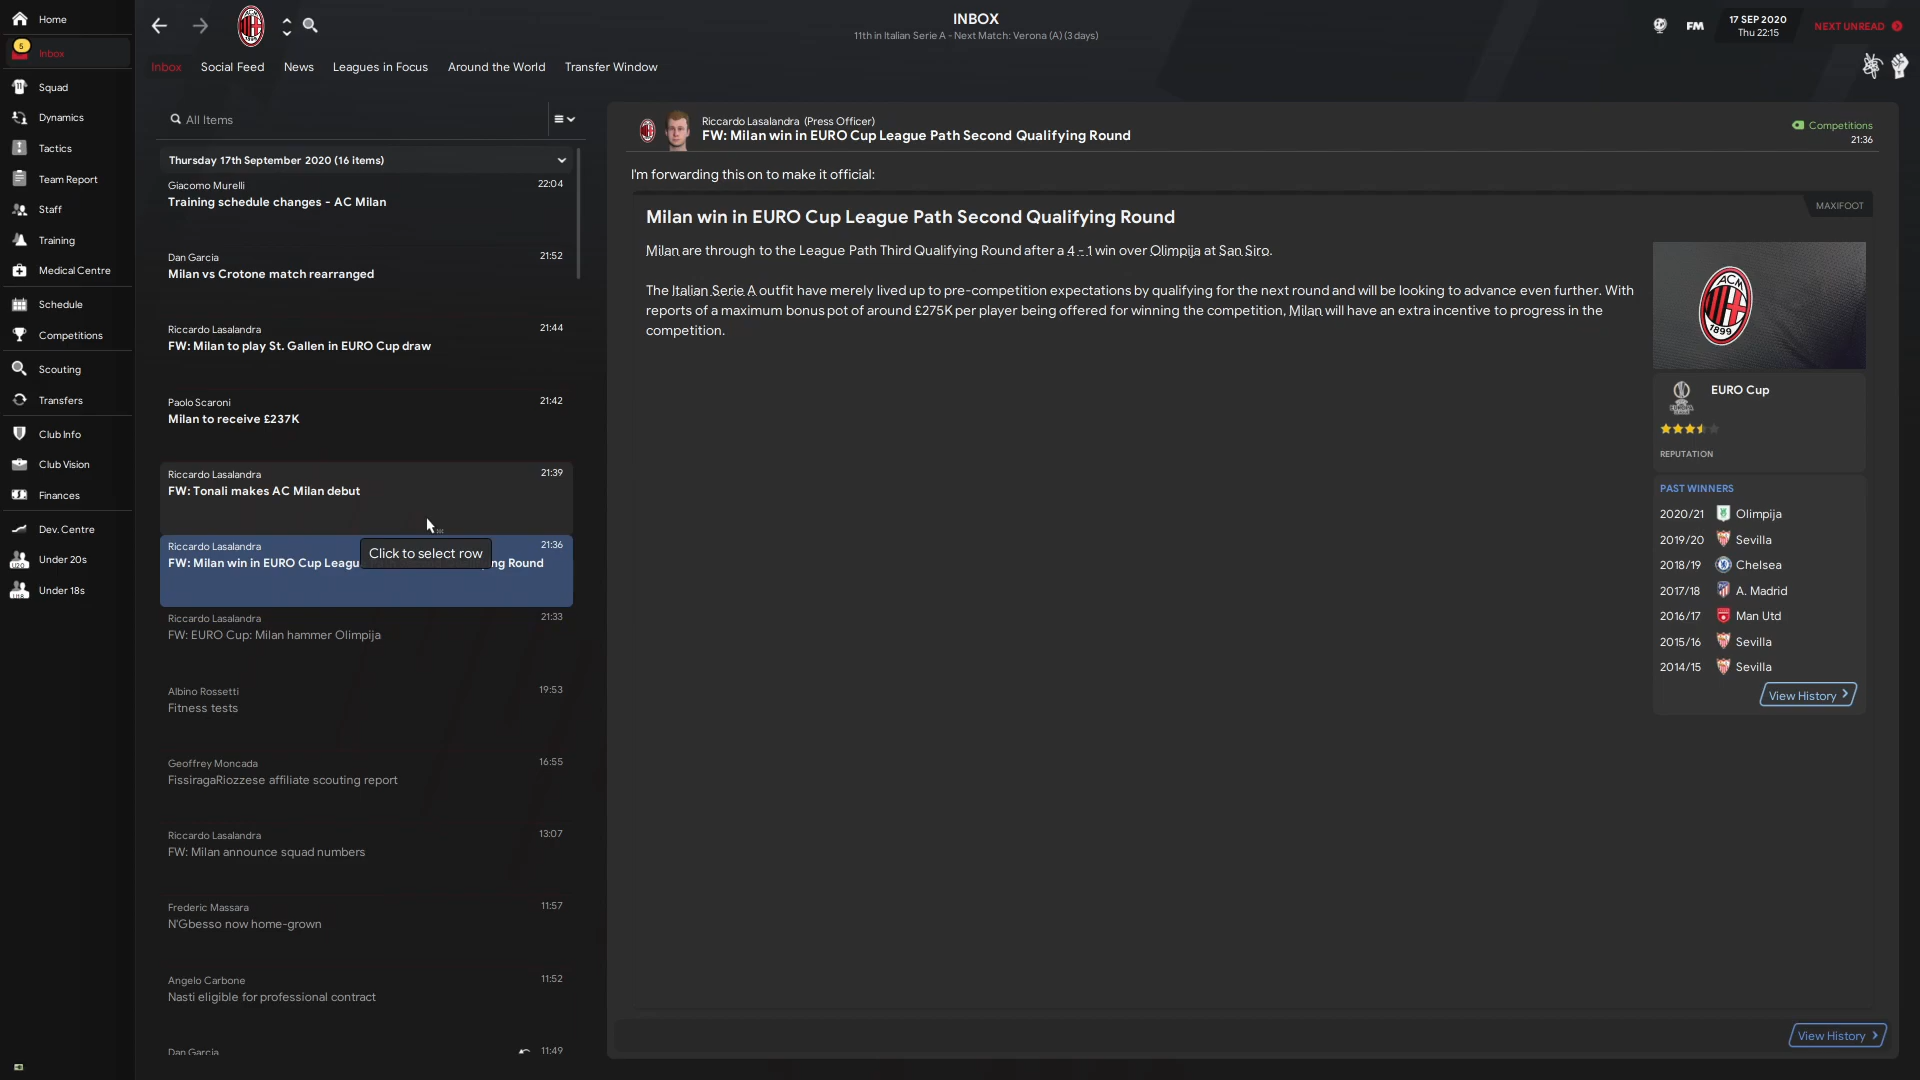 Home
5
Inbox
Squad
Dynamics
Tactics
Team Report
Staff
Training
Medical Centre
Schedule
Competitions
Scouting
Transfers
Club Info
Club Vision
Finances
Dev. Centre
Under 20s
Under 18s
INBOX
11th in Italian Serie A - Next Match: Verona (A) (3 days)
FM
17 SEP 2020
Thu 22:15
NEXT UNREAD
Inbox
Social Feed
News
Leagues in Focus
Around the World
Transfer Window
All Items
Thursday 17th September 2020 (16 items)
Giacomo Murelli
22:04
Training schedule changes - AC Milan
Dan Garcia
21:52
Milan vs Crotone match rearranged
Riccardo Lasalandra
21:44
FW: Milan to play St. Gallen in EURO Cup draw
Paolo Scaroni
21:42
Milan to receive £237K
Riccardo Lasalandra
21:39
FW: Tonali makes AC Milan debut
Riccardo Lasalandra
21:36
FW: Milan win in EURO Cup Leagu
ng Round
Click to select row
Riccardo Lasalandra
21:33
FW: EURO Cup: Milan hammer Olimpija
Albino Rossetti
19:53
Fitness tests
Geoffrey Moncada
16:55
FissiragaRiozzese affiliate scouting report
Riccardo Lasalandra
13:07
FW: Milan announce squad numbers
Frederic Massara
11:57
N'Gbesso now home-grown
Angelo Carbone
11:52
Nasti eligible for professional contract
Dan Garcia
11:49
Riccardo Lasalandra (Press Officer)
FW: Milan win in EURO Cup League Path Second Qualifying Round
Competitions
21:36
I'm forwarding this on to make it official:
MAXIFOOT
Milan win in EURO Cup League Path Second Qualifying Round
Milan are through to the League Path Third Qualifying Round after a 4 - 1 win over Olimpija at San Siro.
The Italian Serie A outfit have merely lived up to pre-competition expectations by qualifying for the next round and will be looking to advance even further. With
reports of a maximum bonus pot of around £275K per player being offered for winning the competition, Milan will have an extra incentive to progress in the
competition.
ACM
1899
EURO Cup
REPUTATION
PAST WINNERS
2020/21 Olimpija
2019/20 Sevilla
2018/19 Chelsea
2017/18 A. Madrid
2016/17 Man Utd
2015/16 Sevilla
2014/15 Sevilla
View History
View History